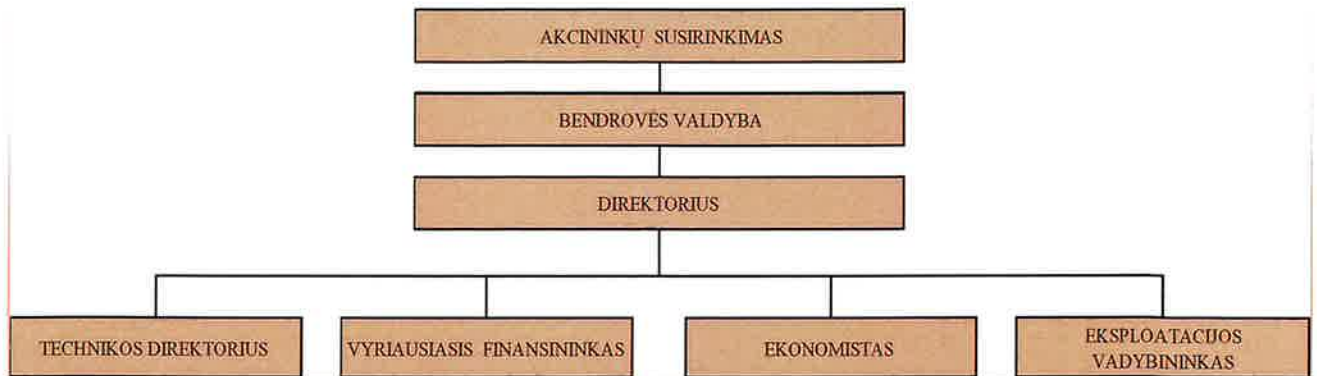 AKCININKŲ SUSIRINKIMAS
BENDROVĖS VALDYBA
DIREKTORIUS
TECHNIKOS DIREKTORIUS
VYRIAUSIASIS FINANSININKAS
EKONOMISTAS
EKSPLOATACIJOS
VADYBININKAS